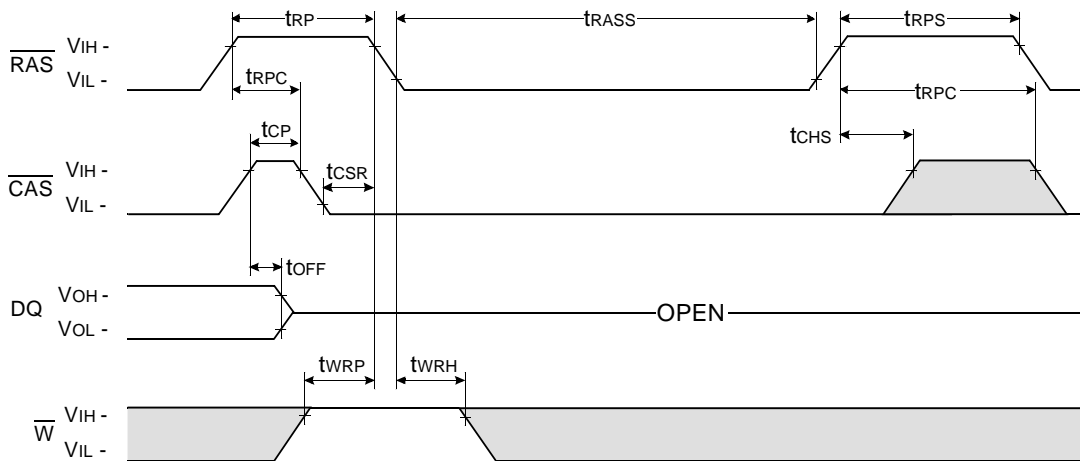 tRP
tRASS
tRPS
RAS
VIH -
VIL -
tRPC
tRPC
tCP
tCHS
CAS
VIH -
VIL -
tCSR
tOFF
DQ
VOH -
VOL -
OPEN
tWRP
tWRH
W
VIH -
VIL -